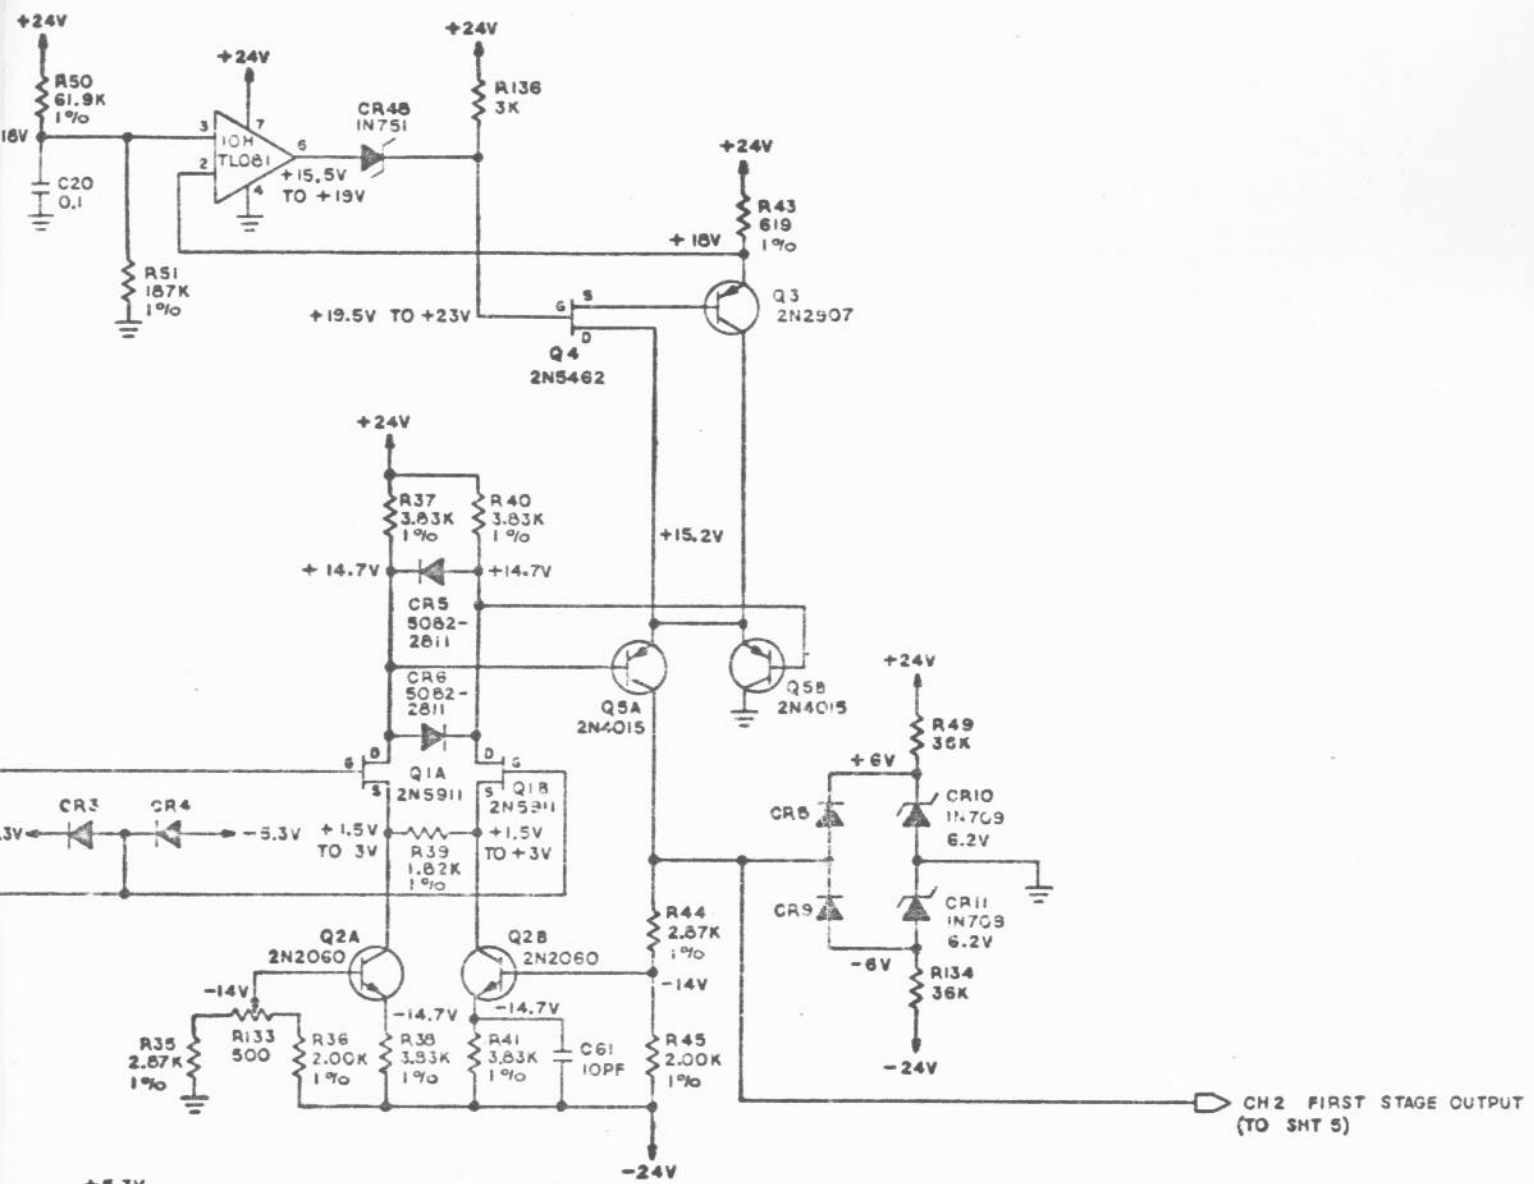 +24V
R50
61.9K
1%
18V
C20
0.1
R51
187K
1%
+24V
3
7
10H
TL081
6
2
4
+15.5V
TO +19V
CR48
1N751
+24V
R136
3K
+24V
R43
619
1%
+18V
Q3
2N2907
+19.5V TO +23V
G
S
D
Q4
2N5462
+24V
R37
3.83K
1%
R40
3.83K
1%
+15.2V
+14.7V
+14.7V
CR5
5082-
2811
CR6
5082-
2811
Q5A
2N4015
Q5B
2N4015
+24V
R49
36K
G
D
S
Q1A
2N5911
D
G
S
Q1B
2N5911
+6V
CR8
CR10
1N709
6.2V
CR3
CR4
.3V
-5.3V
+1.5V
TO 3V
R39
1.82K
1%
+1.5V
TO +3V
CR9
CR11
1N709
6.2V
-6V
R134
36K
-24V
R44
2.87K
1%
-14V
Q2A
2N2060
Q2B
2N2060
-14V
-14.7V
-14.7V
R35
2.87K
1%
R133
500
R36
2.00K
1%
R38
3.83K
1%
R41
3.83K
1%
C61
10PF
R45
2.00K
1%
-24V
CH2 FIRST STAGE OUTPUT
(TO SHT 5)
+5.3V